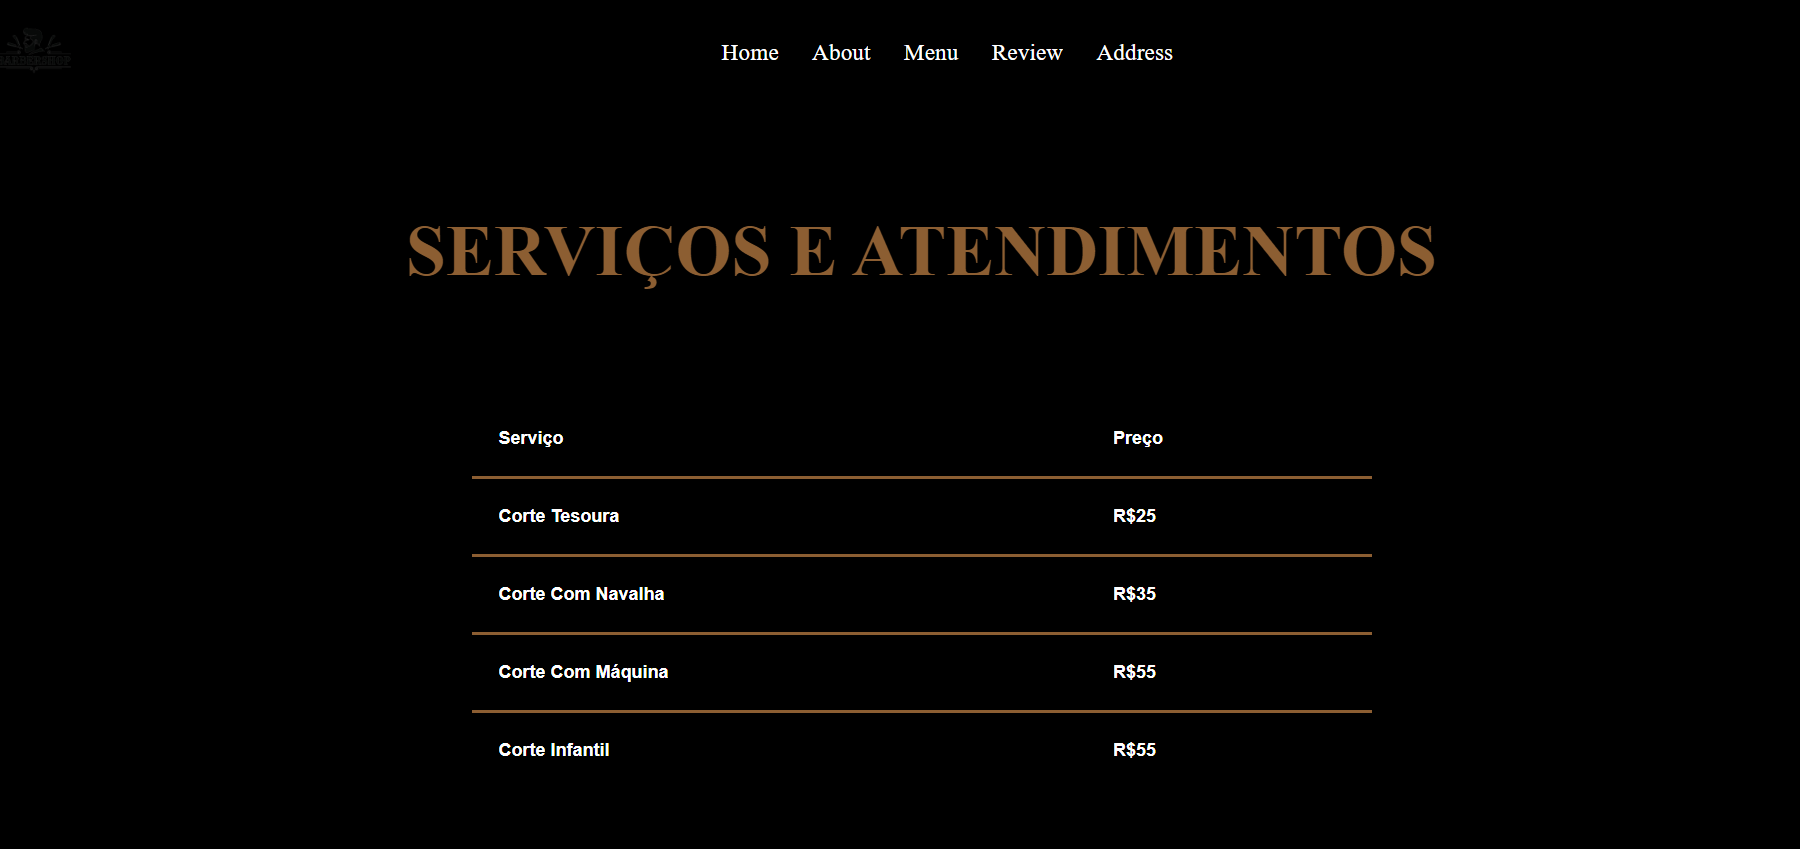 BARBERSHOP
Home About Menu Review Address
SERVIÇOS E ATENDIMENTOS
Serviço Preço
Corte Tesoura R$25
Corte Com Navalha R$35
Corte Com Máquina R$55
Corte Infantil R$55